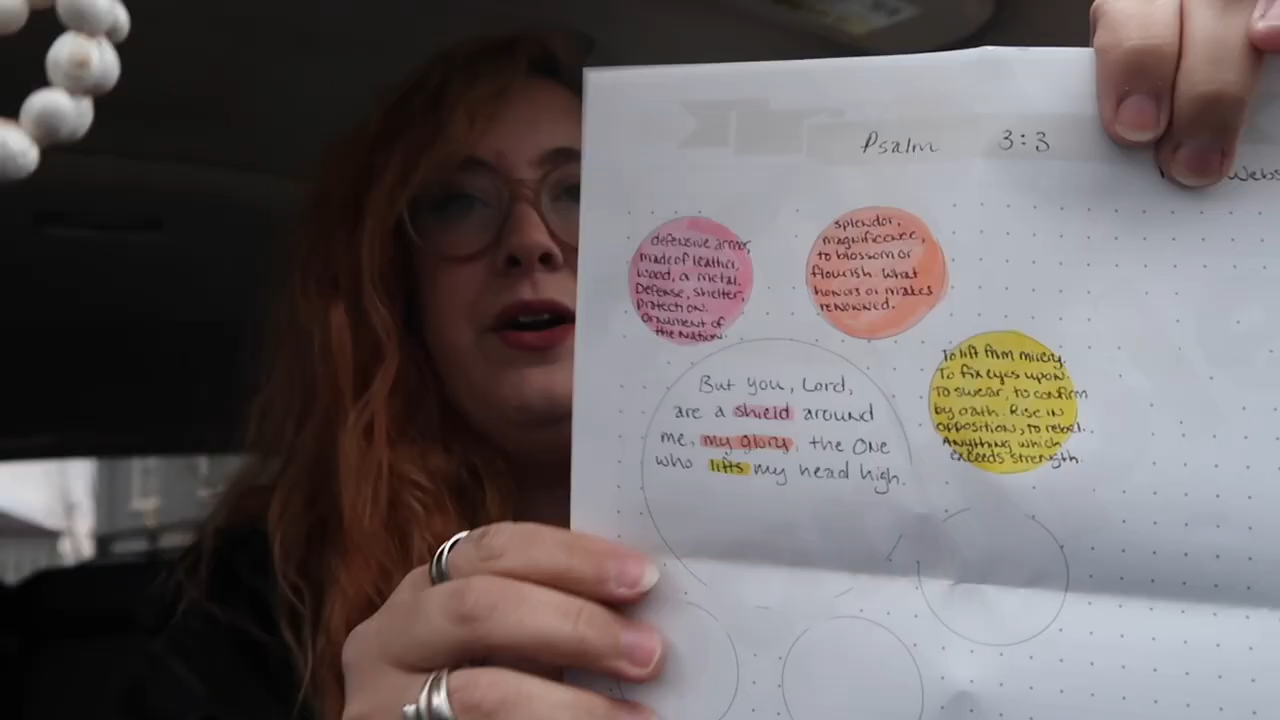 Psalm 3:3
Webs
defensive armor,
made of leather,
wood, or metal.
Defense, shelter,
protection.
Ornament of
the nation.
splendor,
magnificence,
to blossom or
flourish. What
honors or makes
renowned.
To lift from misery.
To fix eyes upon.
To swear, to confirm
by oath. Rise in
opposition, to rebel.
Anything which
exceeds strength.
But you, Lord,
are a shield around
me, my glory, the One
who lifts my head high.